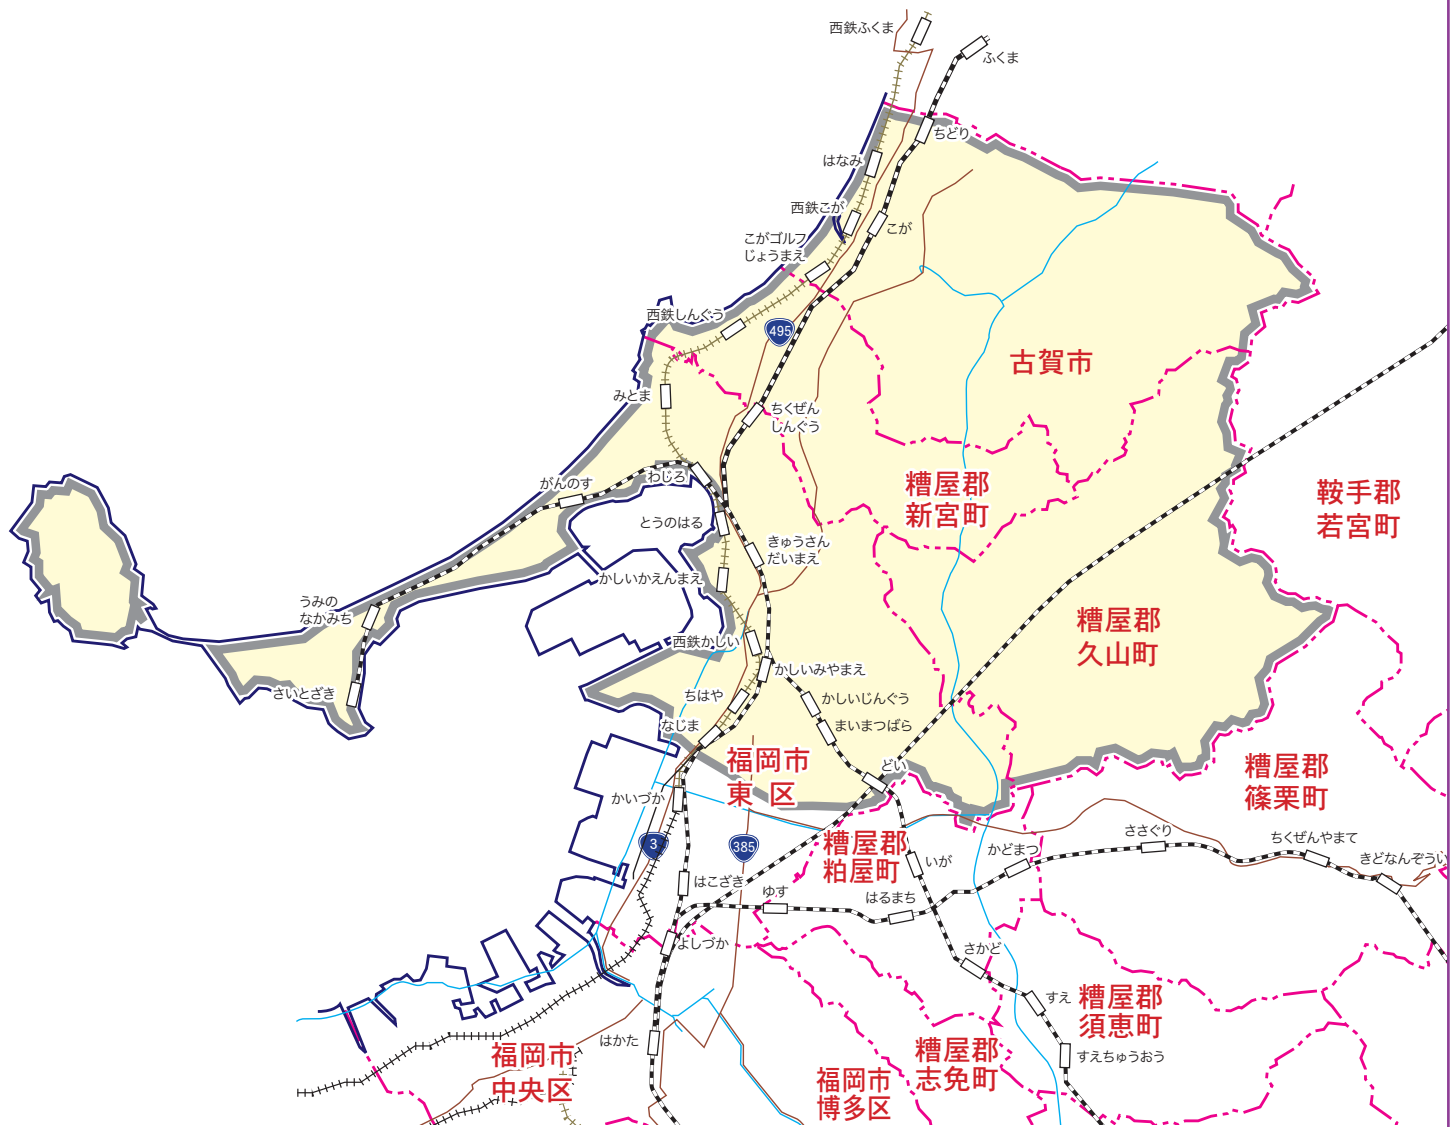 西鉄ふくま
ふくま
ちどり
はなみ
西鉄こが
こが
こがゴルフ
じょうまえ
西鉄しんぐう
495
古賀市
みとま
ちくぜん
しんぐう
わじろ
がんのす
糟屋郡
新宮町
鞍手郡
若宮町
とうのはる
きゅうさん
だいまえ
かしいかえんまえ
うみの
なかみち
糟屋郡
久山町
西鉄かしい
かしいみやまえ
さいとざき
ちはや
かしいじんぐう
なじま
まいまつばら
福岡市
東 区
どい
糟屋郡
篠栗町
かいづか
3
385
糟屋郡
粕屋町
いが
かどまつ
ささぐり
ちくぜんやまて
きどなんぞうい
はこざき
ゆす
はるまち
よしづか
さかど
すえ
糟屋郡
須恵町
はかた
福岡市
中央区
糟屋郡
志免町
すえちゅうおう
福岡市
博多区